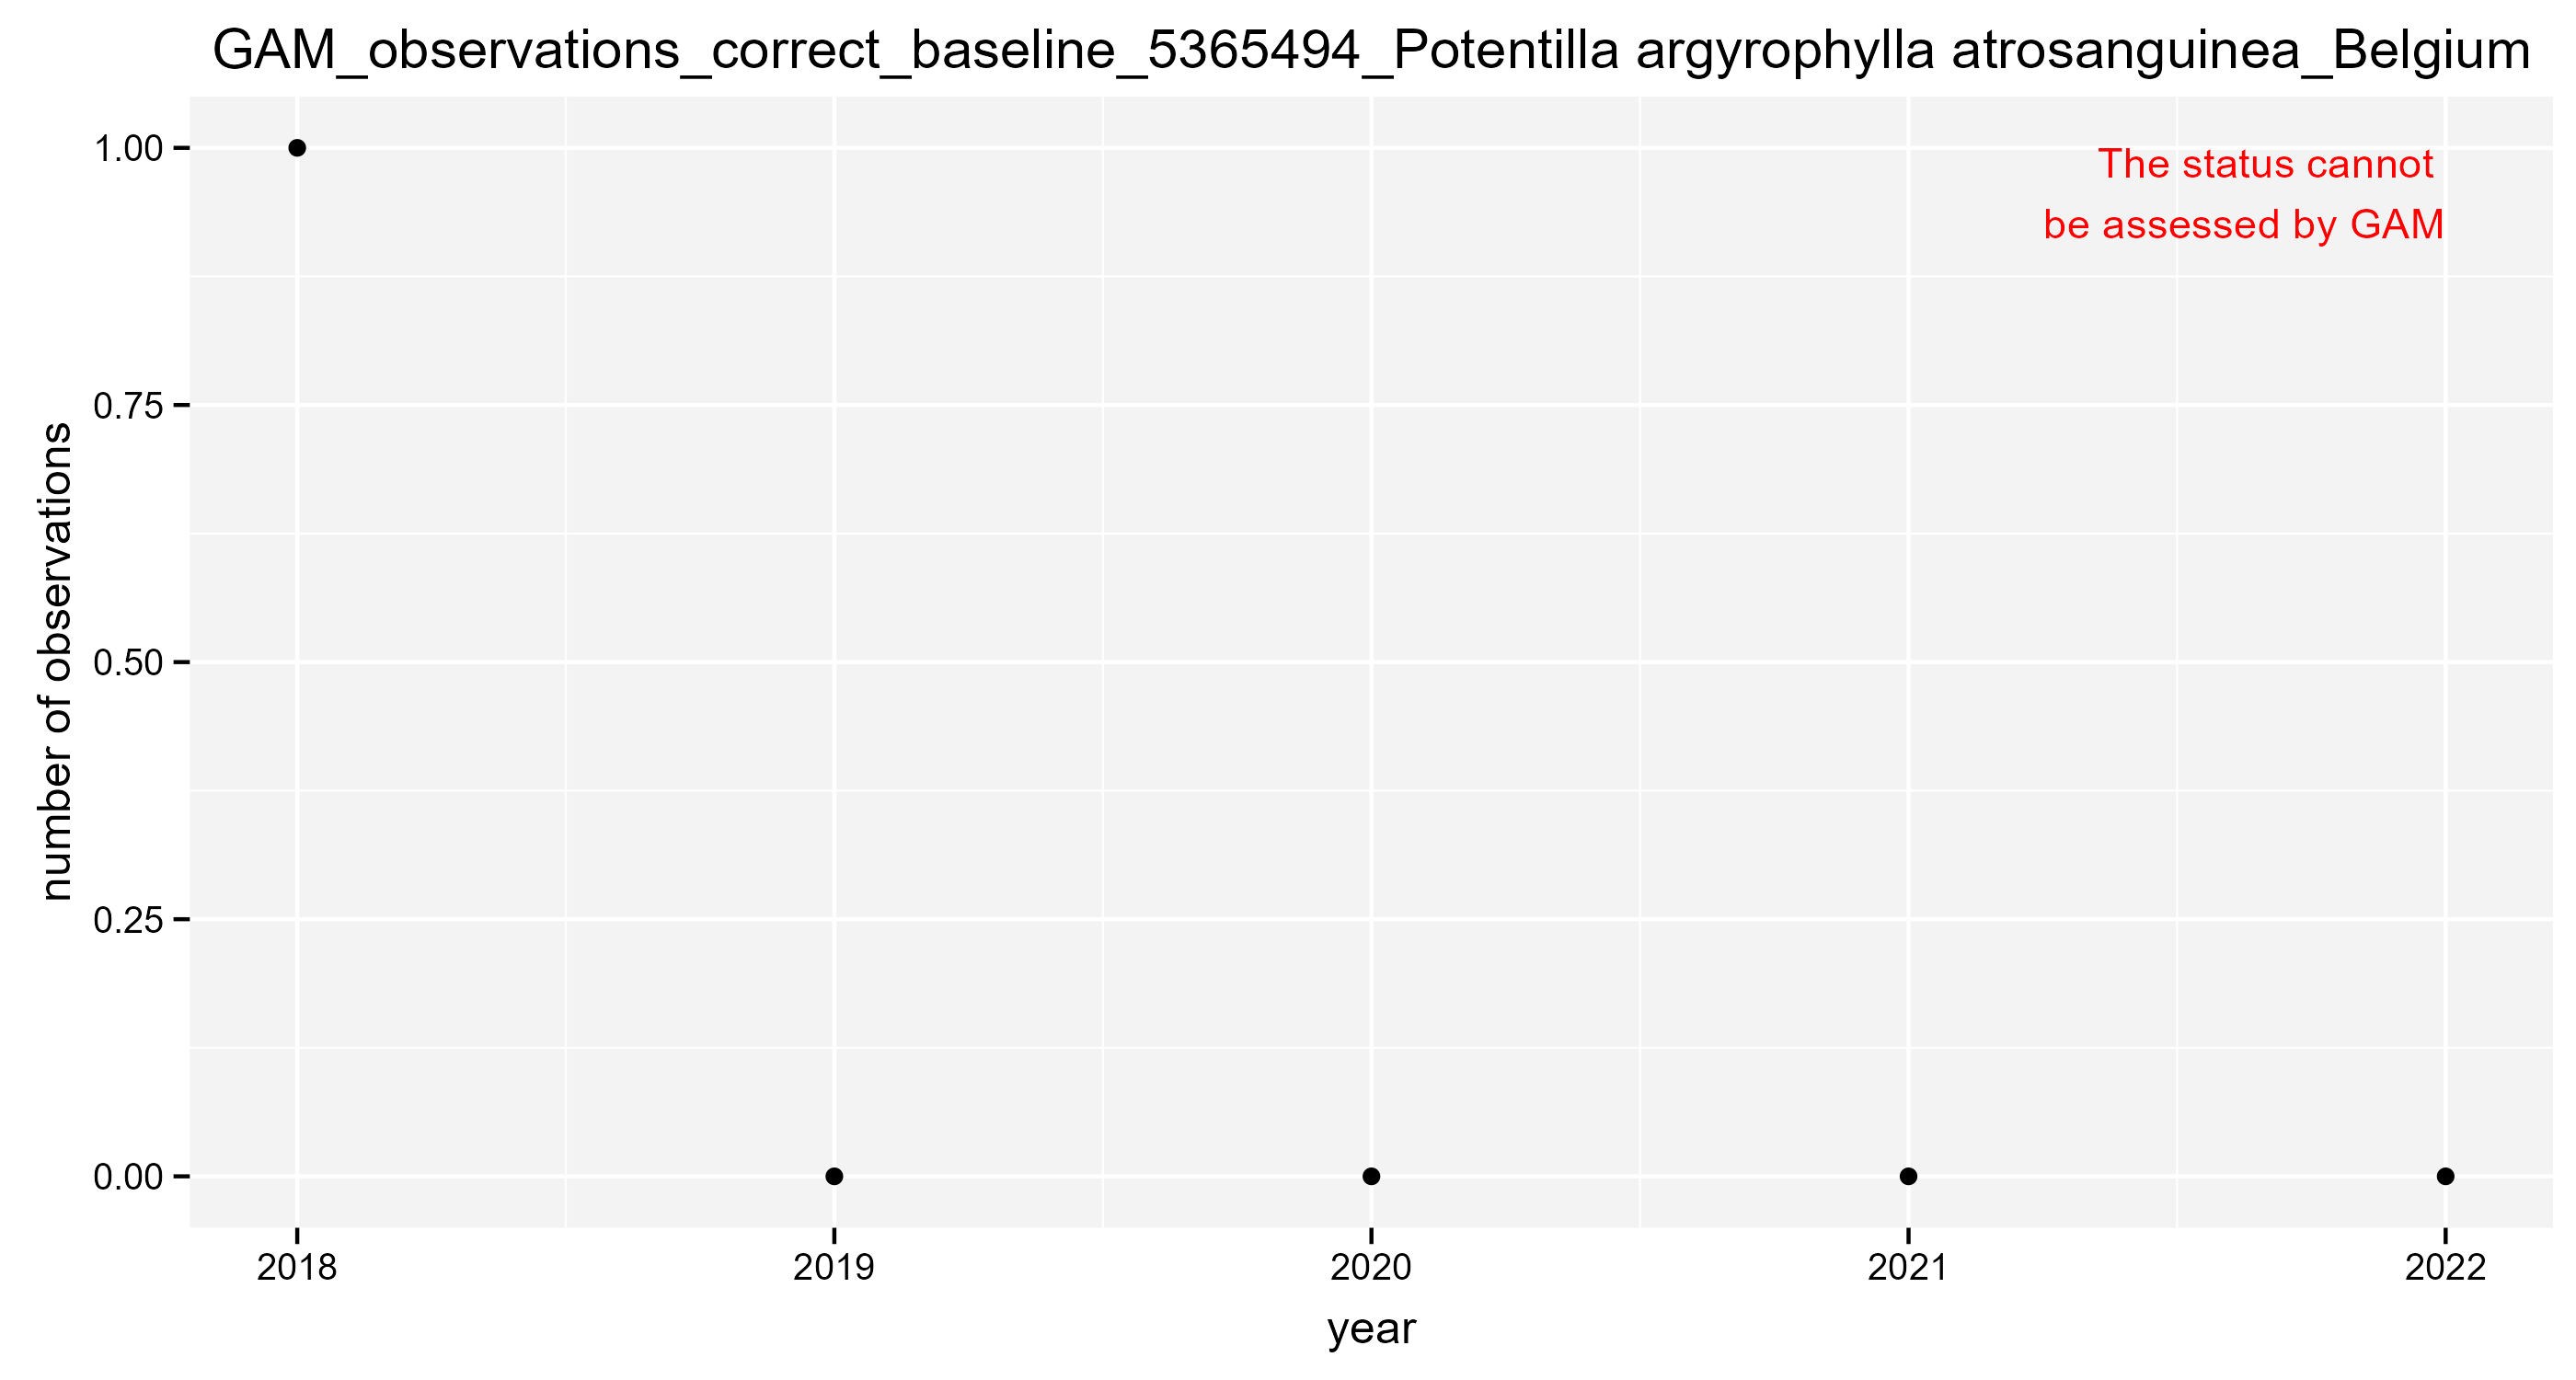 GAM_observations_correct_baseline_5365494_Potentilla argyrophylla atrosanguinea_Belgium
The status cannot
be assessed by GAM
number of observations
1.00
0.75
0.50
0.25
0.00
2018 2019 2020 2021 2022
year